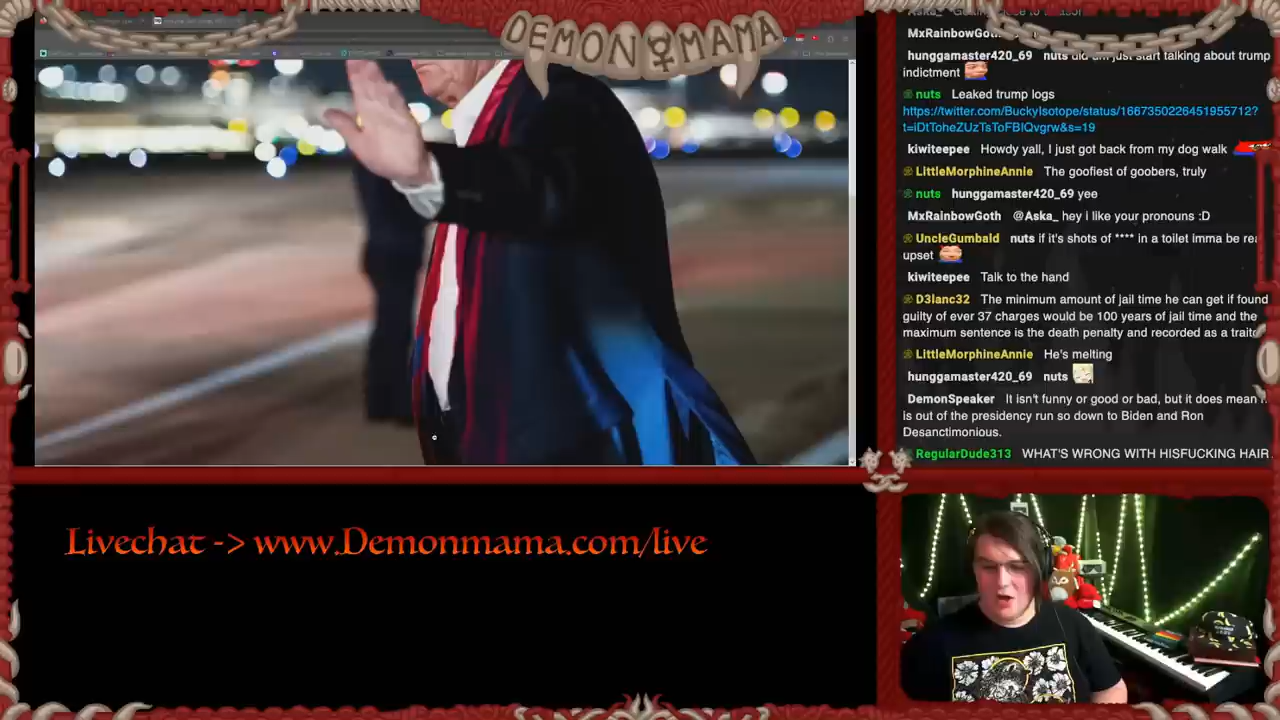 DEMON MAMA
MxRainbowGoth
hunggamaster420_69 nuts did just start talking about trump
indictment
nuts Leaked trump logs
https://twitter.com/BuckyIsotope/status/1667350226451955712?
t=iDtToheZUzTsToFBIQvgrw&s=19
kiwiteepee Howdy yall, I just got back from my dog walk
LittleMorphineAnnie The goofiest of goobers, truly
nuts hunggamaster420_69 yee
MxRainbowGoth @Aska_ hey i like your pronouns :D
UncleGumbald nuts if it's shots of **** in a toilet imma be rea
upset
kiwiteepee Talk to the hand
D3lanc32 The minimum amount of jail time he can get if found
guilty of ever 37 charges would be 100 years of jail time and the
maximum sentence is the death penalty and recorded as a traito
LittleMorphineAnnie He's melting
hunggamaster420_69 nuts
DemonSpeaker It isn't funny or good or bad, but it does mean
is out of the presidency run so down to Biden and Ron
Desanctimonious.
RegularDude313 WHAT'S WRONG WITH HISFUCKING HAIR
Livechat -> www.Demonmama.com/live